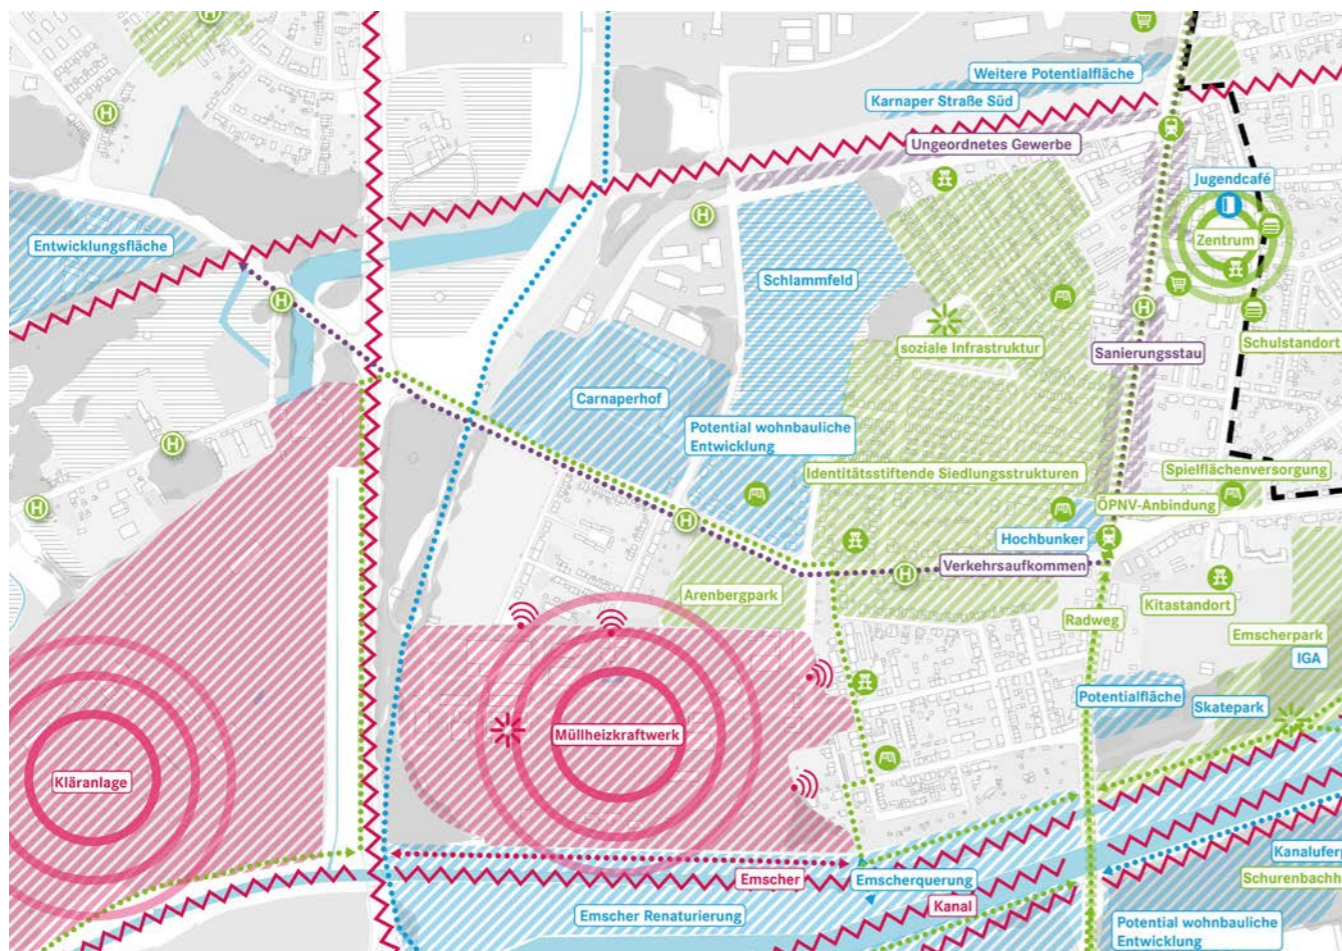 H
Weitere Potentialfläche
Karnaper Straße Süd
H
Ungeordnetes Gewerbe
Jugendcafé
H
Entwicklungsfläche
Zentrum
Schlammfeld
H
H
soziale Infrastruktur
Sanierungsstau
Schulstandort
Carnaperhof
Potential wohnbauliche
Entwicklung
H
Identitätsstiftende Siedlungsstrukturen
Spielflächenversorgung
H
ÖPNV-Anbindung
H
Hochbunker
Verkehrsaufkommen
H
Arenbergpark
Kitastandort
Radweg
Emscherpark
IGA
Potentialfläche
Skatepark
Müllheizkraftwerk
Kläranlage
Emscher
Emscherquerung
Kanal
Emscher Renaturierung
Potential wohnbauliche
Entwicklung